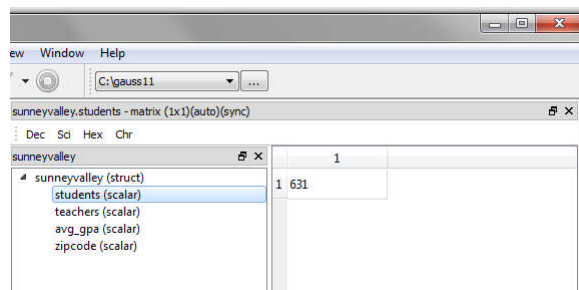 ew Window Help
C:\gauss11 ...
sunneyvalley.students - matrix (1x1)(auto)(sync)
Dec Sci Hex Chr
sunneyvalley
1
sunneyvalley (struct)
1 631
students (scalar)
teachers (scalar)
avg_gpa (scalar)
zipcode (scalar)